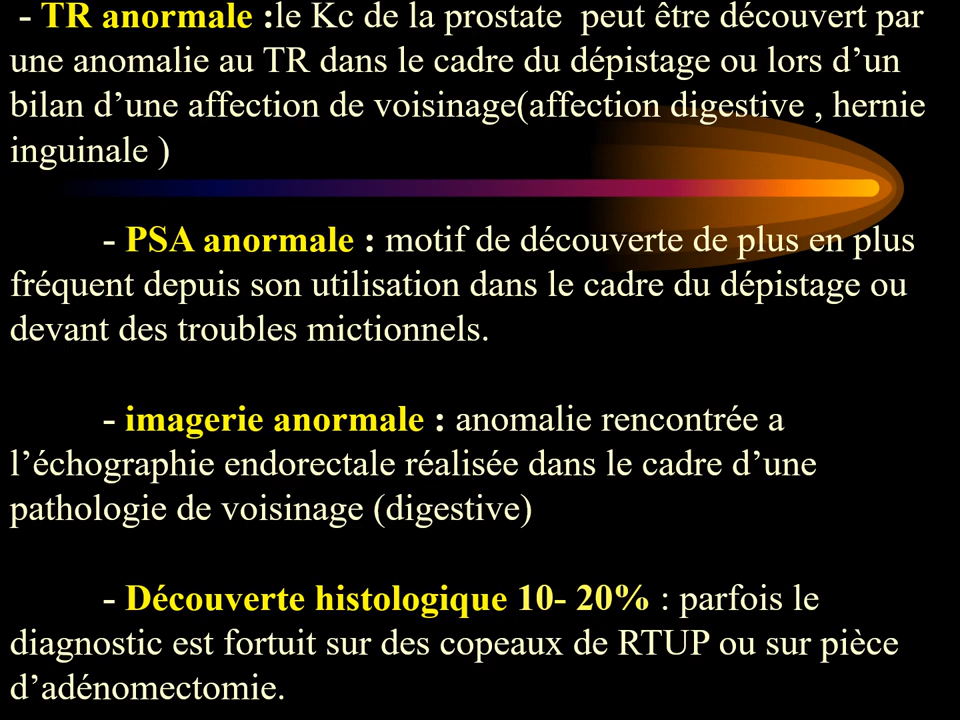 - TR anormale :le Kc de la prostate  peut être découvert par
une anomalie au TR dans le cadre du dépistage ou lors d’un
bilan d’une affection de voisinage(affection digestive , hernie
inguinale )
- PSA anormale : motif de découverte de plus en plus
fréquent depuis son utilisation dans le cadre du dépistage ou
devant des troubles mictionnels.
- imagerie anormale : anomalie rencontrée a
l’échographie endorectale réalisée dans le cadre d’une
pathologie de voisinage (digestive)
- Découverte histologique 10- 20% : parfois le
diagnostic est fortuit sur des copeaux de RTUP ou sur pièce
d’adénomectomie.